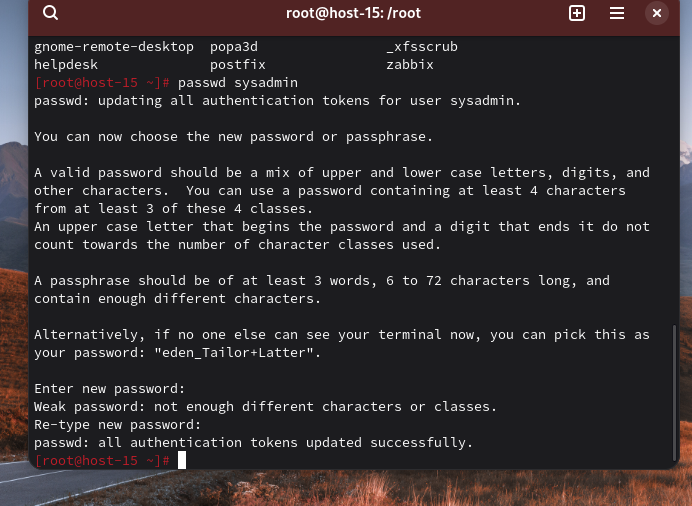 root@host-15: /root
gnome-remote-desktop  popa3d                _xfsscrub
helpdesk              postfix               zabbix
[root@host-15 ~]# passwd sysadmin
passwd: updating all authentication tokens for user sysadmin.

You can now choose the new password or passphrase.

A valid password should be a mix of upper and lower case letters, digits, and
other characters.  You can use a password containing at least 4 characters
from at least 3 of these 4 classes.
An upper case letter that begins the password and a digit that ends it do not
count towards the number of character classes used.

A passphrase should be of at least 3 words, 6 to 72 characters long, and
contain enough different characters.

Alternatively, if no one else can see your terminal now, you can pick this as
your password: "eden_Tailor+Latter".

Enter new password:
Weak password: not enough different characters or classes.
Re-type new password:
passwd: all authentication tokens updated successfully.
[root@host-15 ~]#